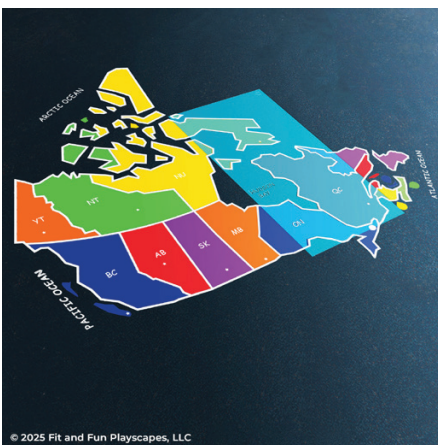 ARCTIC OCEAN
ATLANTIC OCEAN
NU
NT
YT
QC
MB
ON
SK
AB
BC
PACIFIC OCEAN
© 2025 Fit and Fun Playscapes, LLC